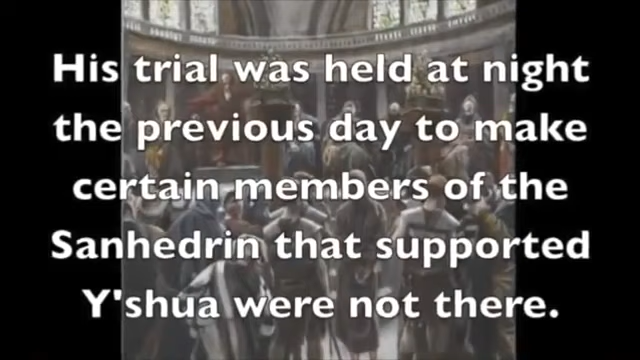 His trial was held at night
the previous day to make
certain members of the
Sanhedrin that supported
Y'shua were not there.